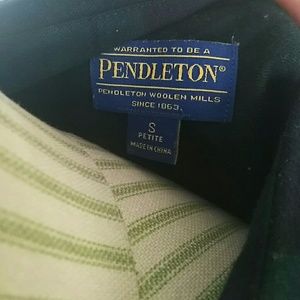 WARRANTED TO BE A
PENDLETON®
PENDLETON WOOLEN MILLS
SINCE 1863.
S
PETITE
MADE IN CHINA